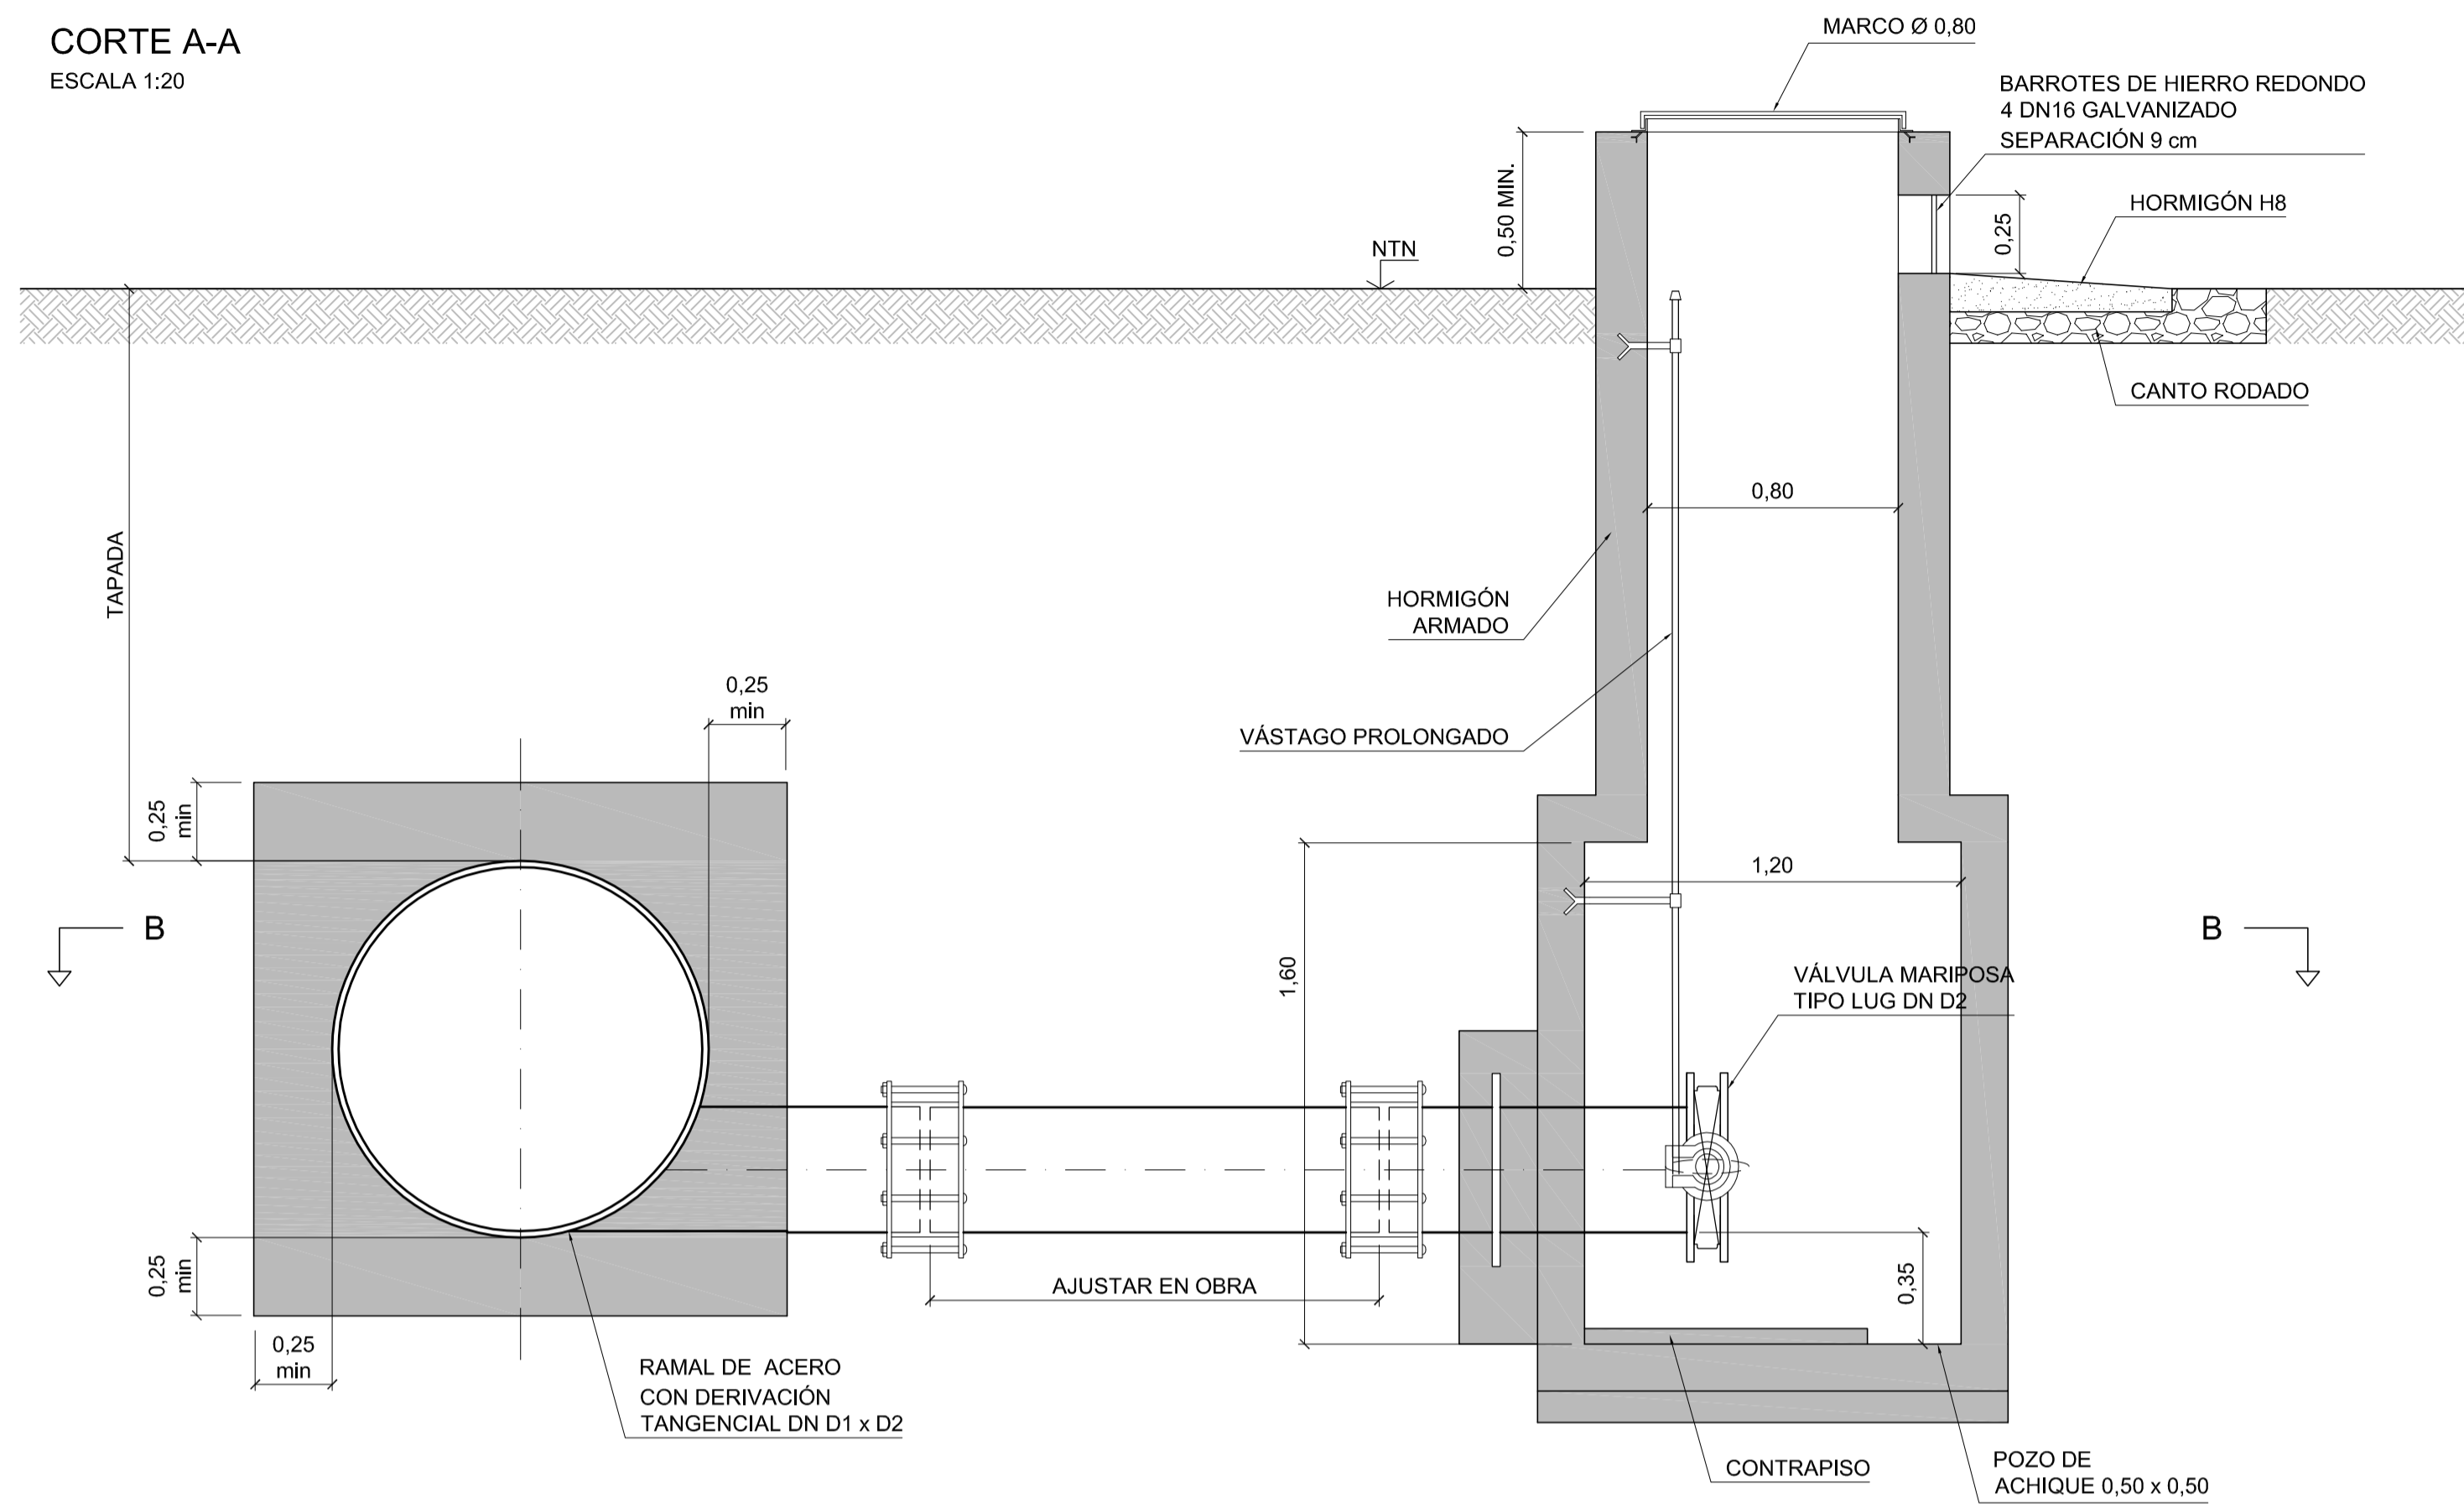 CORTE A-A
ESCALA 1:20
MARCO Ø 0,80
BARROTES DE HIERRO REDONDO
4 DN16 GALVANIZADO
SEPARACIÓN 9 cm
0,50 MIN.
0,25
HORMIGÓN H8
NTN
CANTO RODADO
0,80
TAPADA
HORMIGÓN
ARMADO
0,25
min
VÁSTAGO PROLONGADO
0,25
min
1,20
B
B
1,60
VÁLVULA MARIPOSA
TIPO LUG DN D2
0,25
min
AJUSTAR EN OBRA
0,35
0,25
min
RAMAL DE ACERO
CON DERIVACIÓN
TANGENCIAL DN D1 x D2
CONTRAPISO
POZO DE
ACHIQUE 0,50 x 0,50